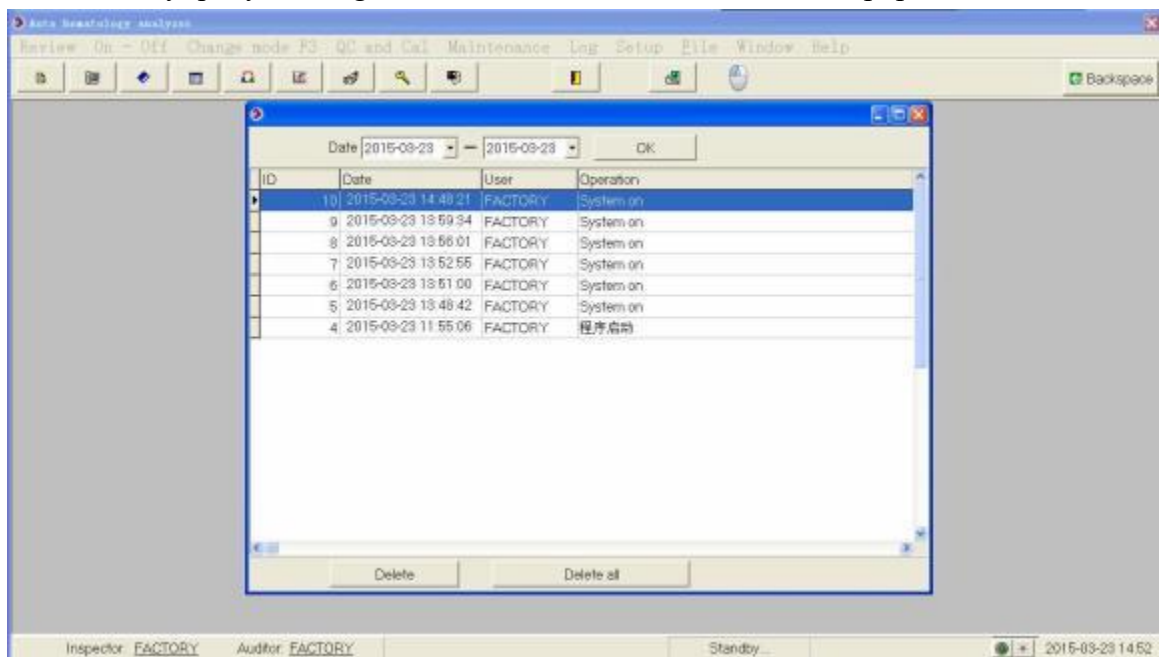 Auto Hematology analyzer
Review On - Off Change mode F3 QC and Cal Maintenance Log Setup File Window Help
Backspace
Date 2015-03-23 — 2015-03-23 OK
ID Date User Operation
10 2015-03-23 14:48:21 FACTORY System on
9 2015-03-23 13:59:34 FACTORY System on
8 2015-03-23 13:56:01 FACTORY System on
7 2015-03-23 13:52:55 FACTORY System on
6 2015-03-23 13:51:00 FACTORY System on
5 2015-03-23 13:48:42 FACTORY System on
4 2015-03-23 11:55:06 FACTORY 程序启动
Delete Delete all
Inspector: FACTORY Auditor: FACTORY Standby... 2015-03-23 14:52